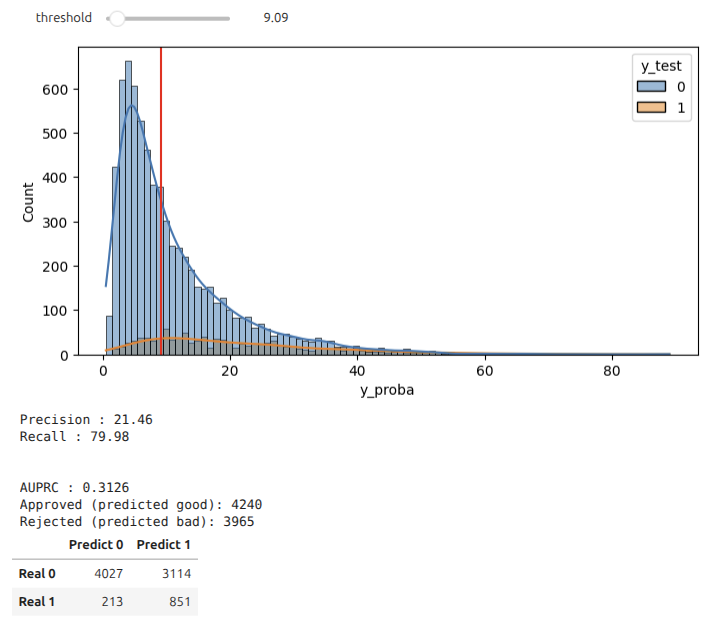 threshold 9.09
y_test
0
1
600
500
400
300
200
100
0
Count
0 20 40 60 80
y_proba
Precision : 21.46
Recall : 79.98
AUPRC : 0.3126
Approved (predicted good): 4240
Rejected (predicted bad): 3965
Predict 0 Predict 1
Real 0 4027 3114
Real 1 213 851